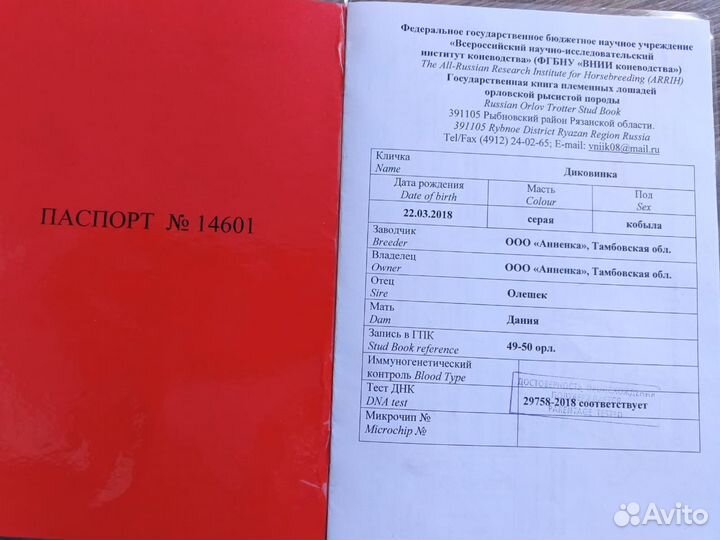 ПАСПОРТ № 14601
Федеральное государственное бюджетное научное учреждение
«Всероссийский научно-исследовательский
институт коневодства» (ФГБНУ «ВНИИ коневодства»)
The All-Russian Research Institute for Horsebreeding (ARRIH)
Государственная книга племенных лошадей
орловской рысистой породы
Russian Orlov Trotter Stud Book
391105 Рыбновский район Рязанской области.
391105 Rybnoe District Ryazan Region Russia
Tel/Fax (4912) 24-02-65; E-mail: vniik08@mail.ru
Кличка
Name
Диковинка
Дата рождения Масть Пол
Date of birth Colour Sex
22.03.2018 серая кобыла
Заводчик
Breeder
ООО «Анненка», Тамбовская обл.
Владелец
Owner
ООО «Анненка», Тамбовская обл.
Отец
Sire
Олешек
Мать
Dam
Дания
Запись в ГПК
Stud Book reference
49-50 орл.
Иммуногенетический
контроль Blood Type
ДОСТОВЕРНОСТЬ ПРОИСХОЖДЕНИЯ
Тест ДНК
DNA test
29758-2018 соответствует
PARENTAGE TESTED
Микрочип №
Microchip №
Avito